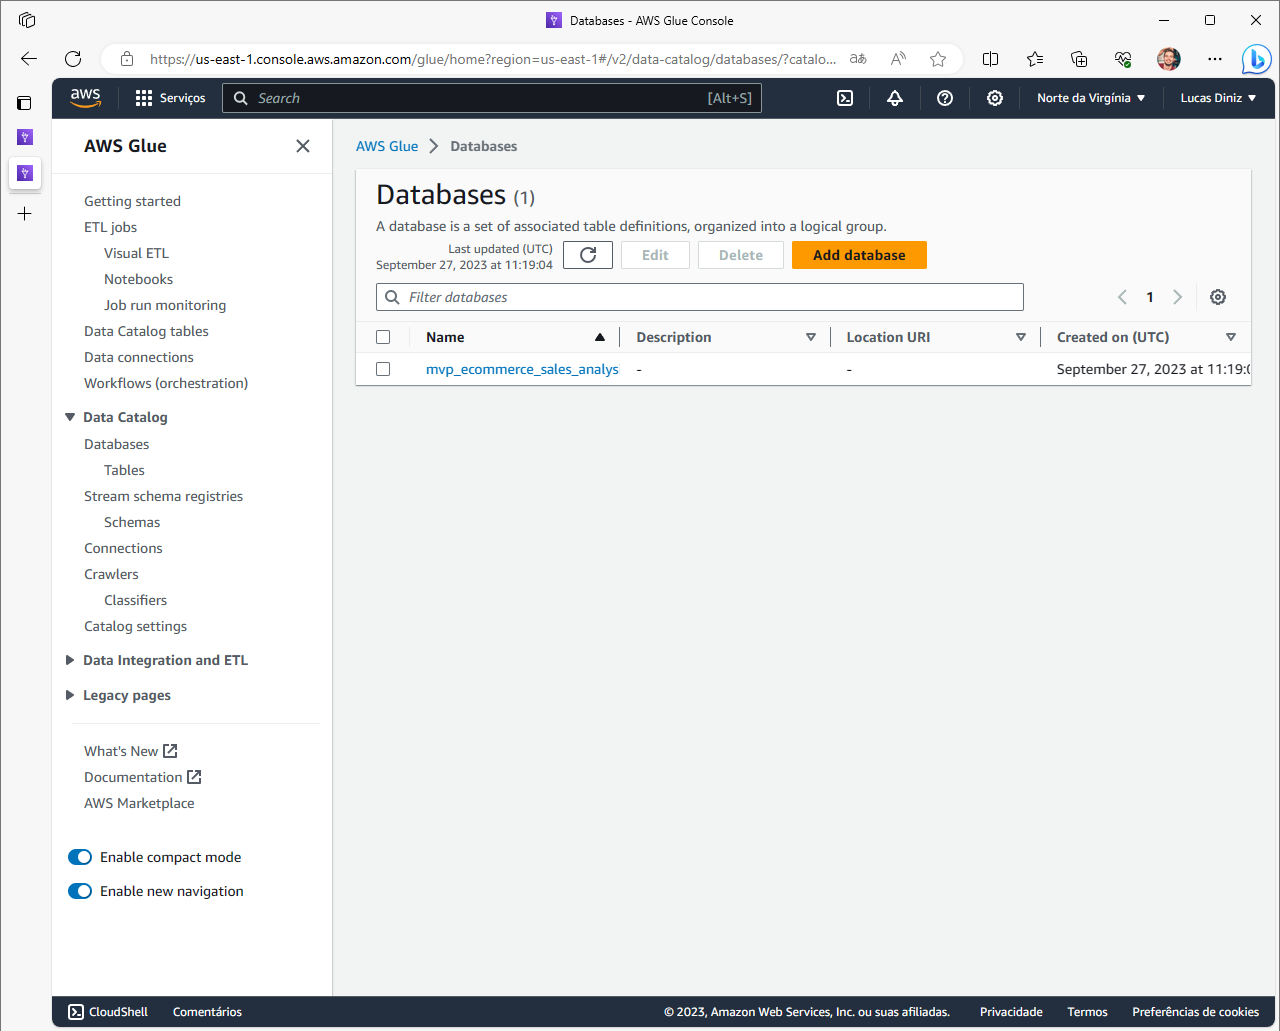 Databases - AWS Glue Console
https://us-east-1.console.aws.amazon.com/glue/home?region=us-east-1#/v2/data-catalog/databases/?catalo...
aws
Serviços
Search
[Alt+S]
Norte da Virgínia
Lucas Diniz
AWS Glue
Getting started
ETL jobs
Visual ETL
Notebooks
Job run monitoring
Data Catalog tables
Data connections
Workflows (orchestration)
Data Catalog
Databases
Tables
Stream schema registries
Schemas
Connections
Crawlers
Classifiers
Catalog settings
Data Integration and ETL
Legacy pages
What's New
Documentation
AWS Marketplace
Enable compact mode
Enable new navigation
AWS Glue > Databases
Databases (1)
A database is a set of associated table definitions, organized into a logical group.
Last updated (UTC)
September 27, 2023 at 11:19:04
Edit
Delete
Add database
Filter databases
1
Name Description Location URI Created on (UTC)
mvp_ecommerce_sales_analys - - September 27, 2023 at 11:19:0
CloudShell
Comentários
© 2023, Amazon Web Services, Inc. ou suas afiliadas.
Privacidade
Termos
Preferências de cookies